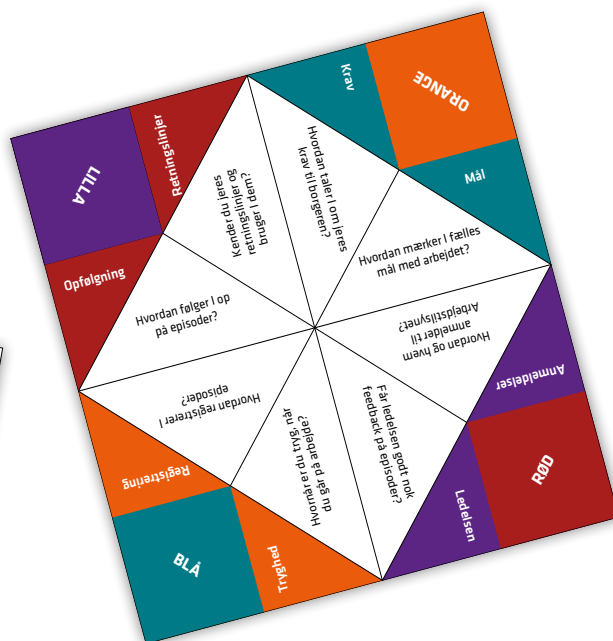 LILLA
Retningslinjer
Krav
ORANGE
Mål
Opfølgning
Kender du jeres
retningslinjer og
bruger I dem?
Hvordan taler I om jeres
krav til borgeren?
Hvordan mærker I fælles
mål med arbejdet?
Hvordan følger I op
på episoder?
Hvordan og hvem
anmelder til
Arbejdstilsynet?
Hvordan registrerer I
episoder?
Hvornår er du tryg, når
du går på arbejde?
Får ledelsen godt nok
feedback på episoder?
Anmeldelser
Registrering
BLÅ
Tryghed
Ledelsen
RØD